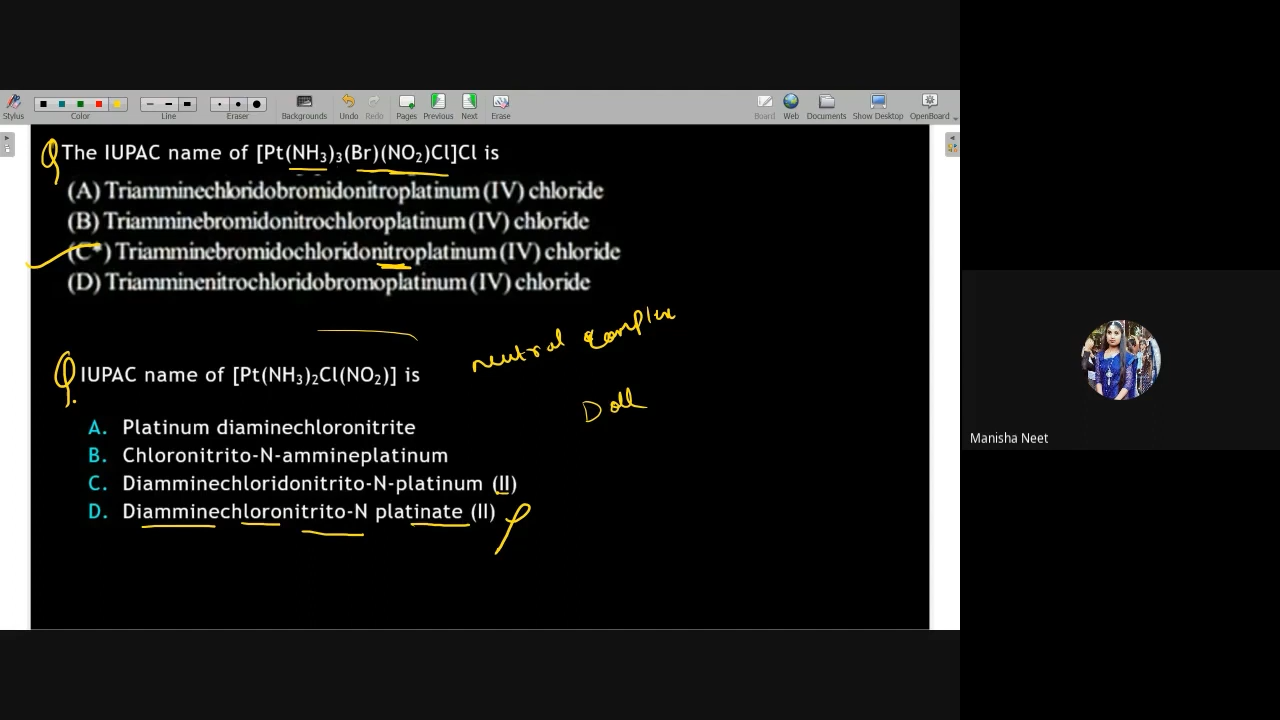 Stylus
Color
Line
Eraser
Backgrounds
Undo
Redo
Pages
Previous
Next
Erase
Board
Web
Documents
Show Desktop
OpenBoard
Q The IUPAC name of [Pt(NH₃)₃(Br)(NO₂)Cl]Cl is
(A) Triamminechloridobromidonitroplatinum (IV) chloride
(B) Triamminebromidonitrochloroplatinum (IV) chloride
(C*) Triamminebromidochloridonitroplatinum (IV) chloride
(D) Triamminenitrochloridobromoplatinum (IV) chloride
neutral complex
Q. IUPAC name of [Pt(NH₃)₂Cl(NO₂)] is
A. Platinum diaminechloronitrite
B. Chloronitrito-N-ammineplatinum
C. Diamminechloridonitrito-N-platinum (II)
D. Diamminechloronitrito-N platinate (II)
Manisha Neet